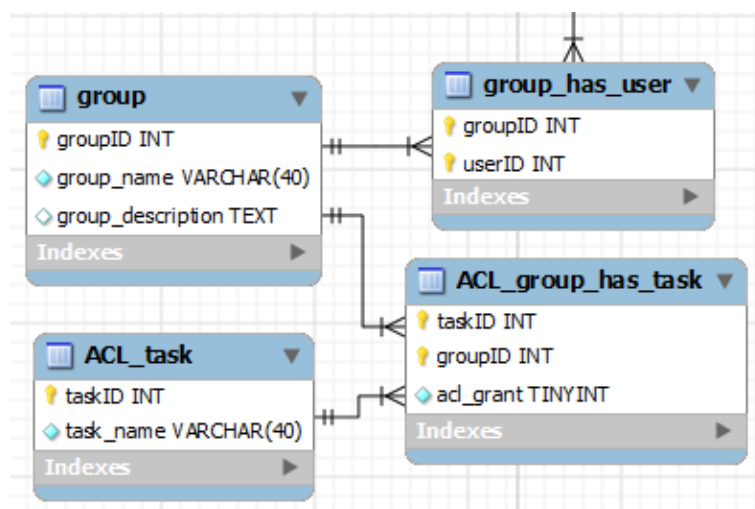 group
groupID INT
group_name VARCHAR(40)
group_description TEXT
Indexes
group_has_user
groupID INT
userID INT
Indexes
ACL_group_has_task
taskID INT
groupID INT
acl_grant TINYINT
Indexes
ACL_task
taskID INT
task_name VARCHAR(40)
Indexes